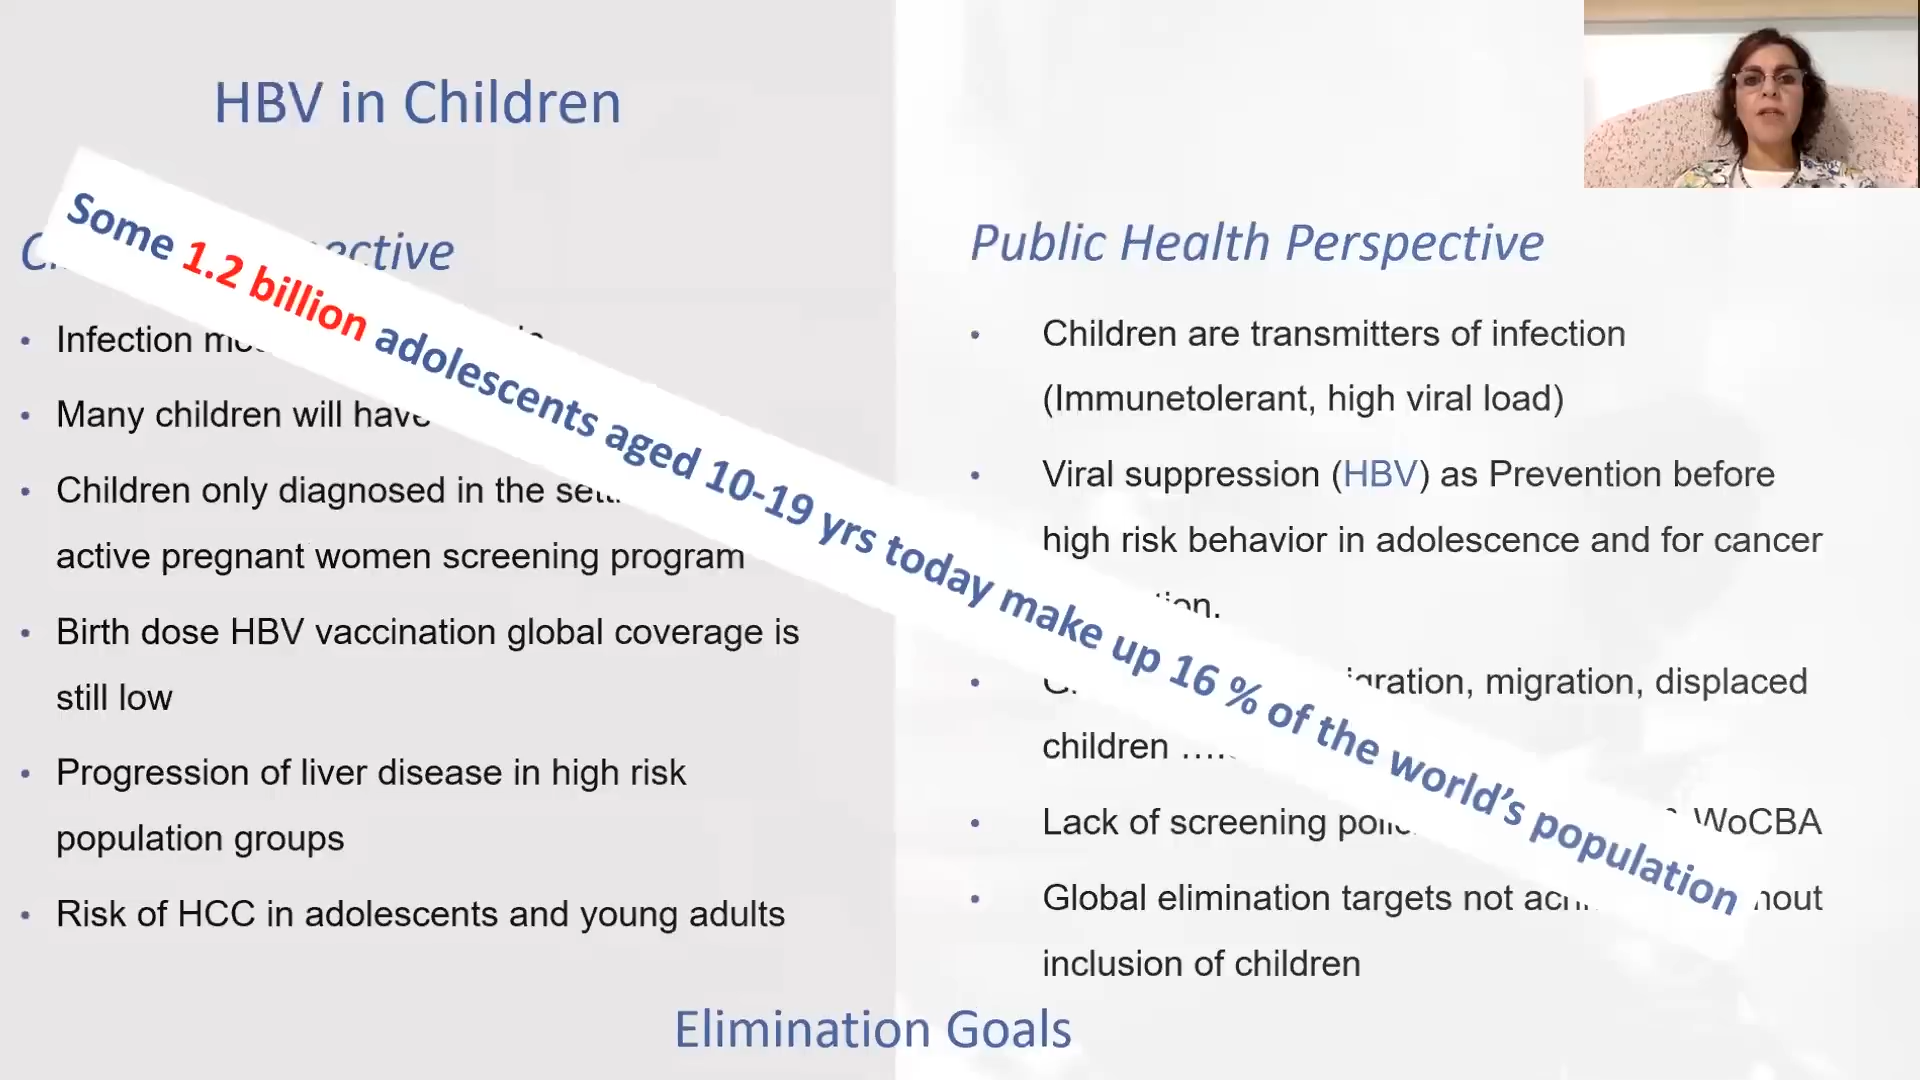 HBV in Children
Some 1.2 billion adolescents aged 10-19 yrs today make up 16 % of the world's population
Infection
Many children will have
Children only diagnosed in the
active pregnant women screening program
Birth dose HBV vaccination global coverage is
still low
Progression of liver disease in high risk
population groups
Risk of HCC in adolescents and young adults
Public Health Perspective
Children are transmitters of infection
(Immunetolerant, high viral load)
Viral suppression (HBV) as Prevention before
high risk behavior in adolescence and for cancer
migration, displaced
children ....
Lack of screening WoCBA
Global elimination targets not
inclusion of children
Elimination Goals